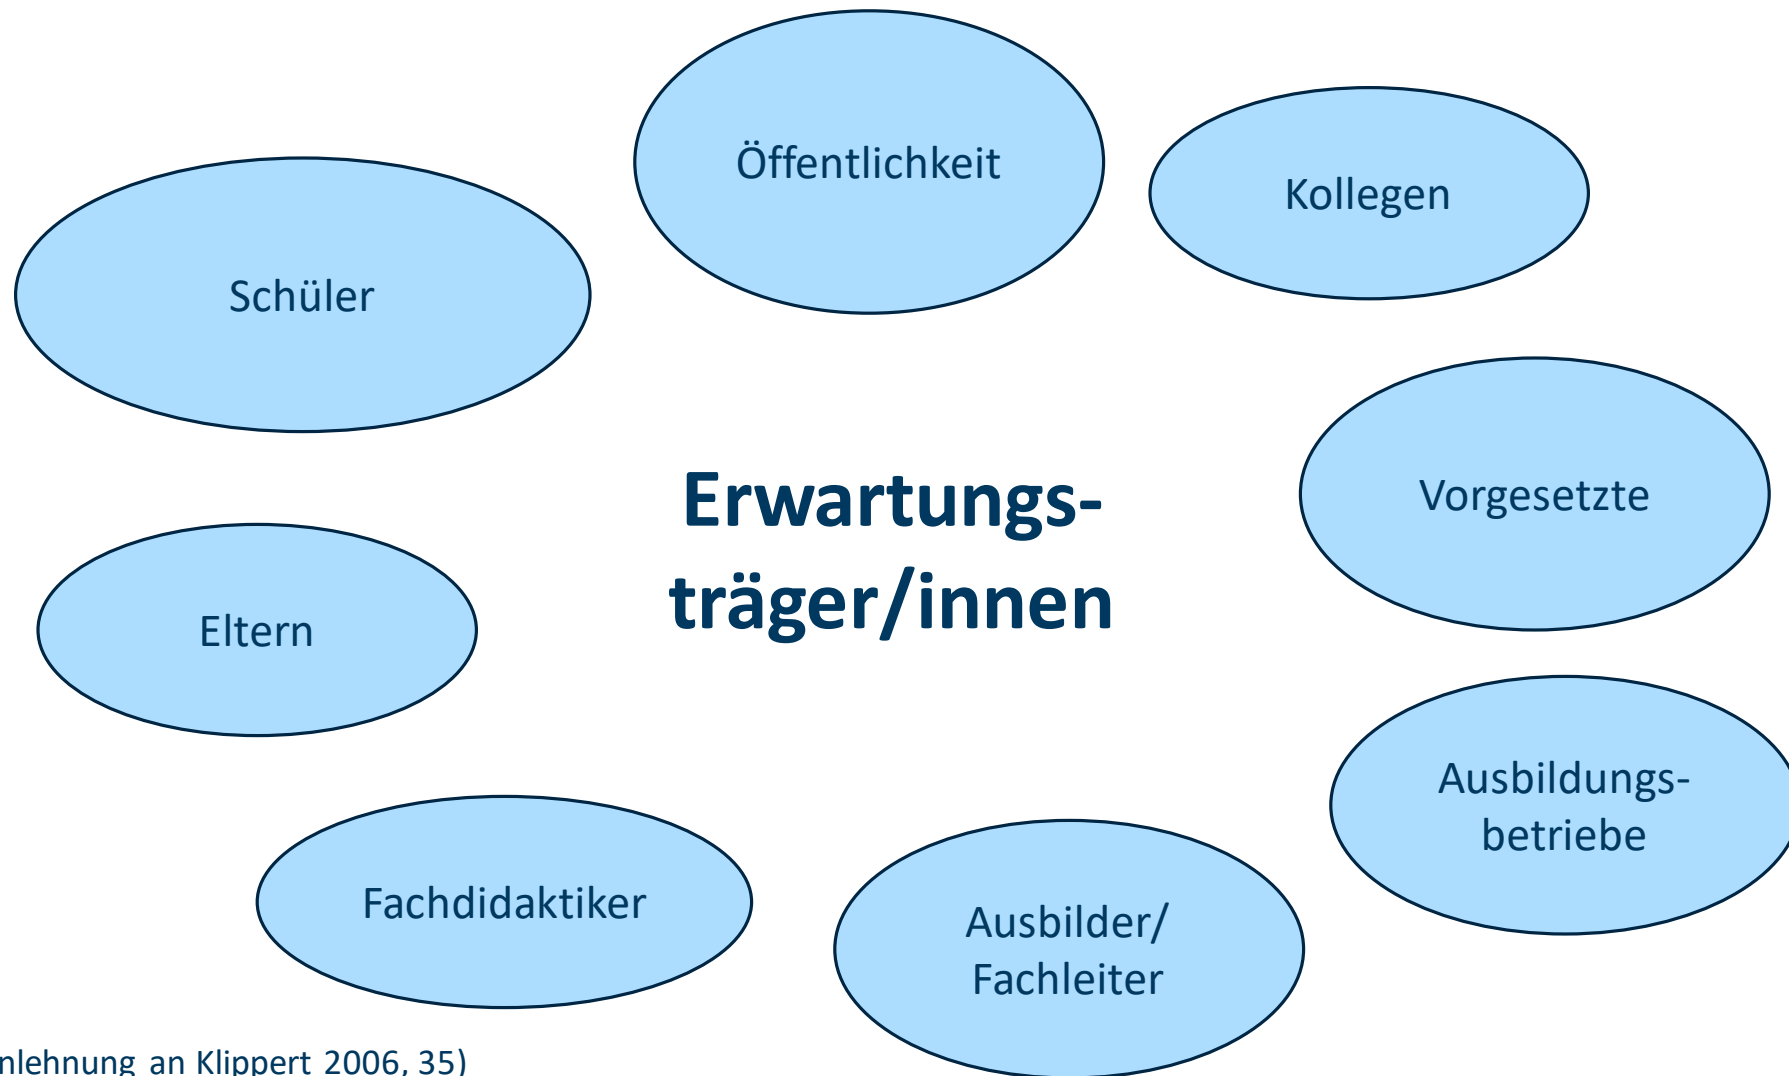 Öffentlichkeit
Kollegen
Schüler
Erwartungs-
träger/innen
Vorgesetzte
Eltern
Ausbildungs-
betriebe
Fachdidaktiker
Ausbilder/
Fachleiter
nlehnung an Klippert 2006, 35)